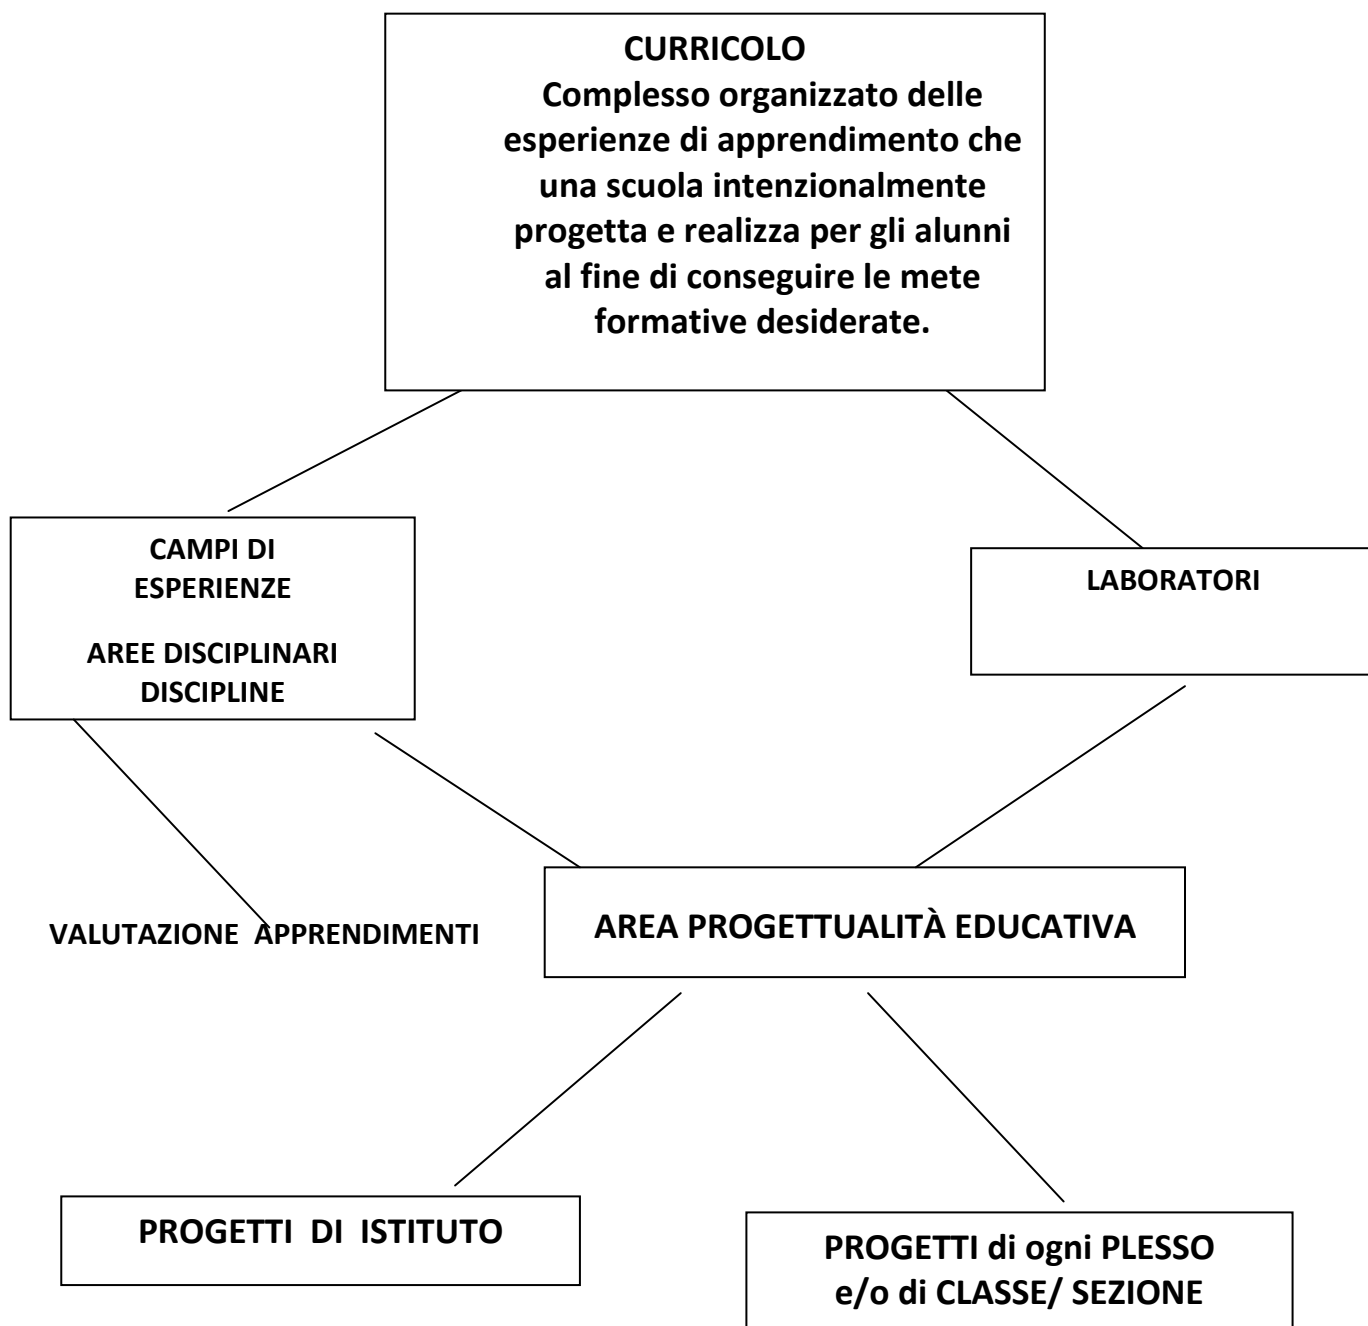 CURRICOLO
Complesso organizzato delle
esperienze di apprendimento che
una scuola intenzionalmente
progetta e realizza per gli alunni
al fine di conseguire le mete
formative desiderate.
CAMPI DI
ESPERIENZE
AREE DISCIPLINARI
DISCIPLINE
LABORATORI
VALUTAZIONE APPRENDIMENTI
AREA PROGETTUALITÀ EDUCATIVA
PROGETTI DI ISTITUTO
PROGETTI di ogni PLESSO
e/o di CLASSE/ SEZIONE